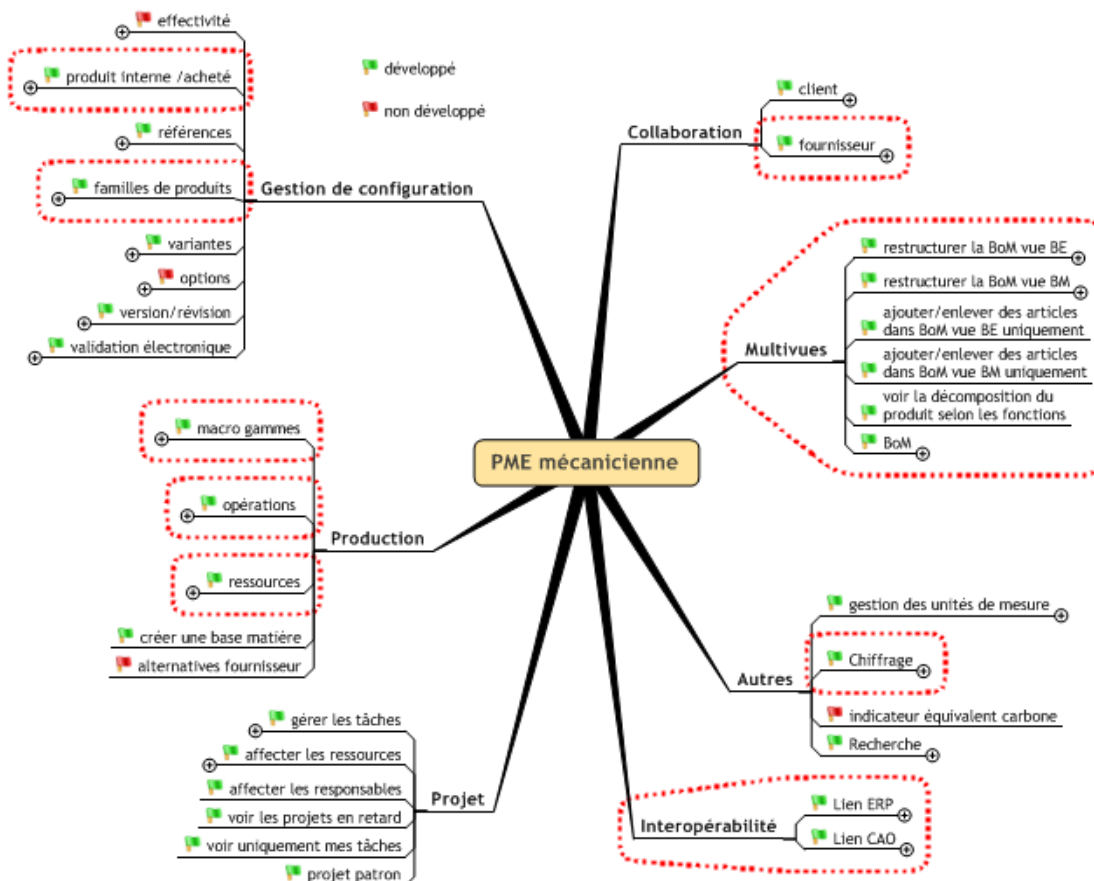 effectivité
produit interne /acheté
références
familles de produits
Gestion de configuration
variantes
options
version/révision
validation électronique
développé
non développé
Collaboration
client
fournisseur
Multivues
restructurer la BoM vue BE
restructurer la BoM vue BM
ajouter/enlever des articles
dans BoM vue BE uniquement
ajouter/enlever des articles
dans BoM vue BM uniquement
voir la décomposition du
produit selon les fonctions
BoM
PME mécanicienne
macro gammes
opérations
Production
ressources
créer une base matière
alternatives fournisseur
gestion des unités de mesure
Chiffrage
Autres
indicateur équivalent carbone
Recherche
gérer les tâches
affecter les ressources
affecter les responsables
Projet
voir les projets en retard
voir uniquement mes tâches
projet patron
Interopérabilité
Lien ERP
Lien CAO